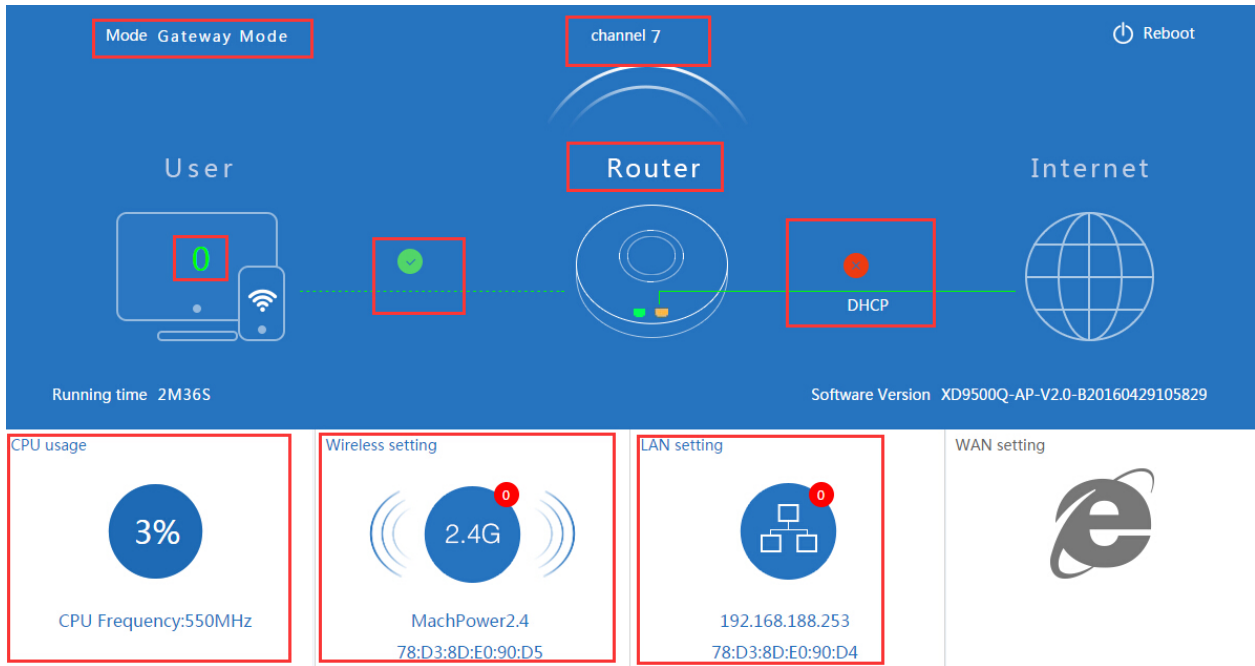 Mode Gateway Mode
channel 7
Reboot
User
Router
Internet
0
DHCP
Running time 2M36S
Software Version XD9500Q-AP-V2.0-B20160429105829
CPU usage
Wireless setting
LAN setting
WAN setting
0
0
3%
2.4G
CPU Frequency:550MHz
MachPower2.4
192.168.188.253
78:D3:8D:E0:90:D5
78:D3:8D:E0:90:D4